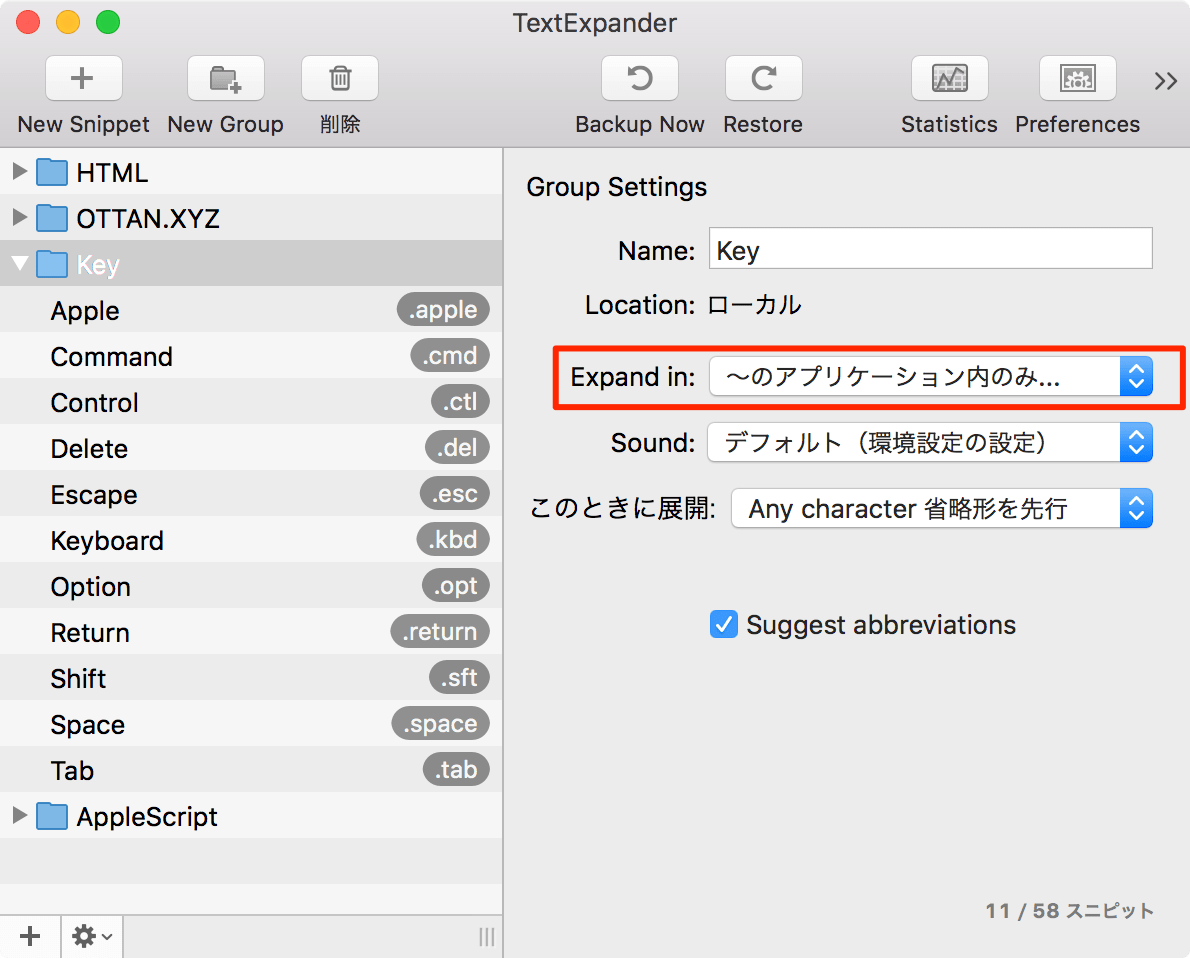 TextExpander
New Snippet New Group 削除 Backup Now Restore Statistics Preferences
HTML
OTTAN.XYZ
Key
Apple .apple
Command .cmd
Control .ctl
Delete .del
Escape .esc
Keyboard .kbd
Option .opt
Return .return
Shift .sft
Space .space
Tab .tab
AppleScript
Group Settings
Name: Key
Location: ローカル
Expand in: 〜のアプリケーション内のみ...
Sound: デフォルト（環境設定の設定）
このときに展開: Any character 省略形を先行
Suggest abbreviations
11 / 58 スニピット